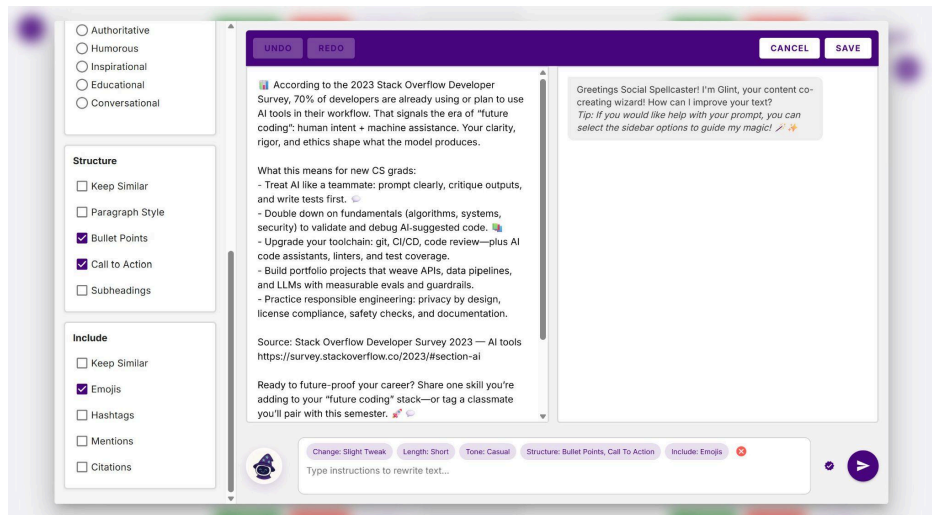 Authoritative
Humorous
Inspirational
Educational
Conversational
Structure
Keep Similar
Paragraph Style
Bullet Points
Call to Action
Subheadings
Include
Keep Similar
Emojis
Hashtags
Mentions
Citations
UNDO
REDO
CANCEL
SAVE
📊 According to the 2023 Stack Overflow Developer
Survey, 70% of developers are already using or plan to use
AI tools in their workflow. That signals the era of “future
coding”: human intent + machine assistance. Your clarity,
rigor, and ethics shape what the model produces.
What this means for new CS grads:
- Treat AI like a teammate: prompt clearly, critique outputs,
and write tests first. 💭
- Double down on fundamentals (algorithms, systems,
security) to validate and debug AI-suggested code. 📚
- Upgrade your toolchain: git, CI/CD, code review—plus AI
code assistants, linters, and test coverage.
- Build portfolio projects that weave APIs, data pipelines,
and LLMs with measurable evals and guardrails.
- Practice responsible engineering: privacy by design,
license compliance, safety checks, and documentation.
Source: Stack Overflow Developer Survey 2023 — AI tools
https://survey.stackoverflow.co/2023/#section-ai
Ready to future-proof your career? Share one skill you’re
adding to your “future coding” stack—or tag a classmate
you’ll pair with this semester. 🚀 💬
Greetings Social Spellcaster! I'm Glint, your content co-
creating wizard! How can I improve your text?
Tip: If you would like help with your prompt, you can
select the sidebar options to guide my magic! 🪄 ✨
Change: Slight Tweak
Length: Short
Tone: Casual
Structure: Bullet Points, Call To Action
Include: Emojis
Type instructions to rewrite text...